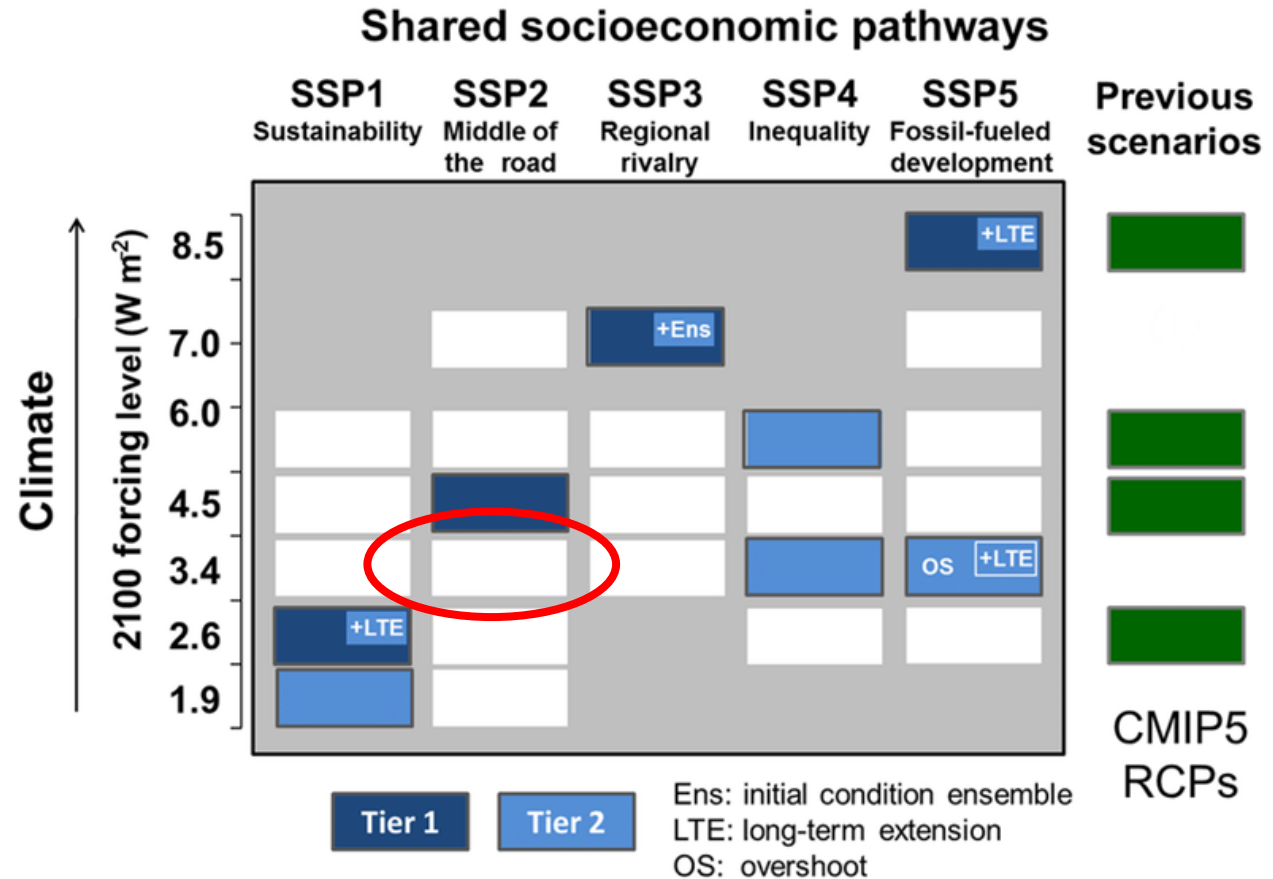 Shared socioeconomic pathways
SSP1 SSP2 SSP3 SSP4 SSP5
Sustainability Middle of the road Regional rivalry Inequality Fossil-fueled development
Previous scenarios
Climate
2100 forcing level (W m-2)
8.5 +LTE
7.0 +Ens
6.0
4.5
3.4 OS +LTE
2.6 +LTE
1.9
CMIP5
RCPs
Tier 1 Tier 2
Ens: initial condition ensemble
LTE: long-term extension
OS: overshoot